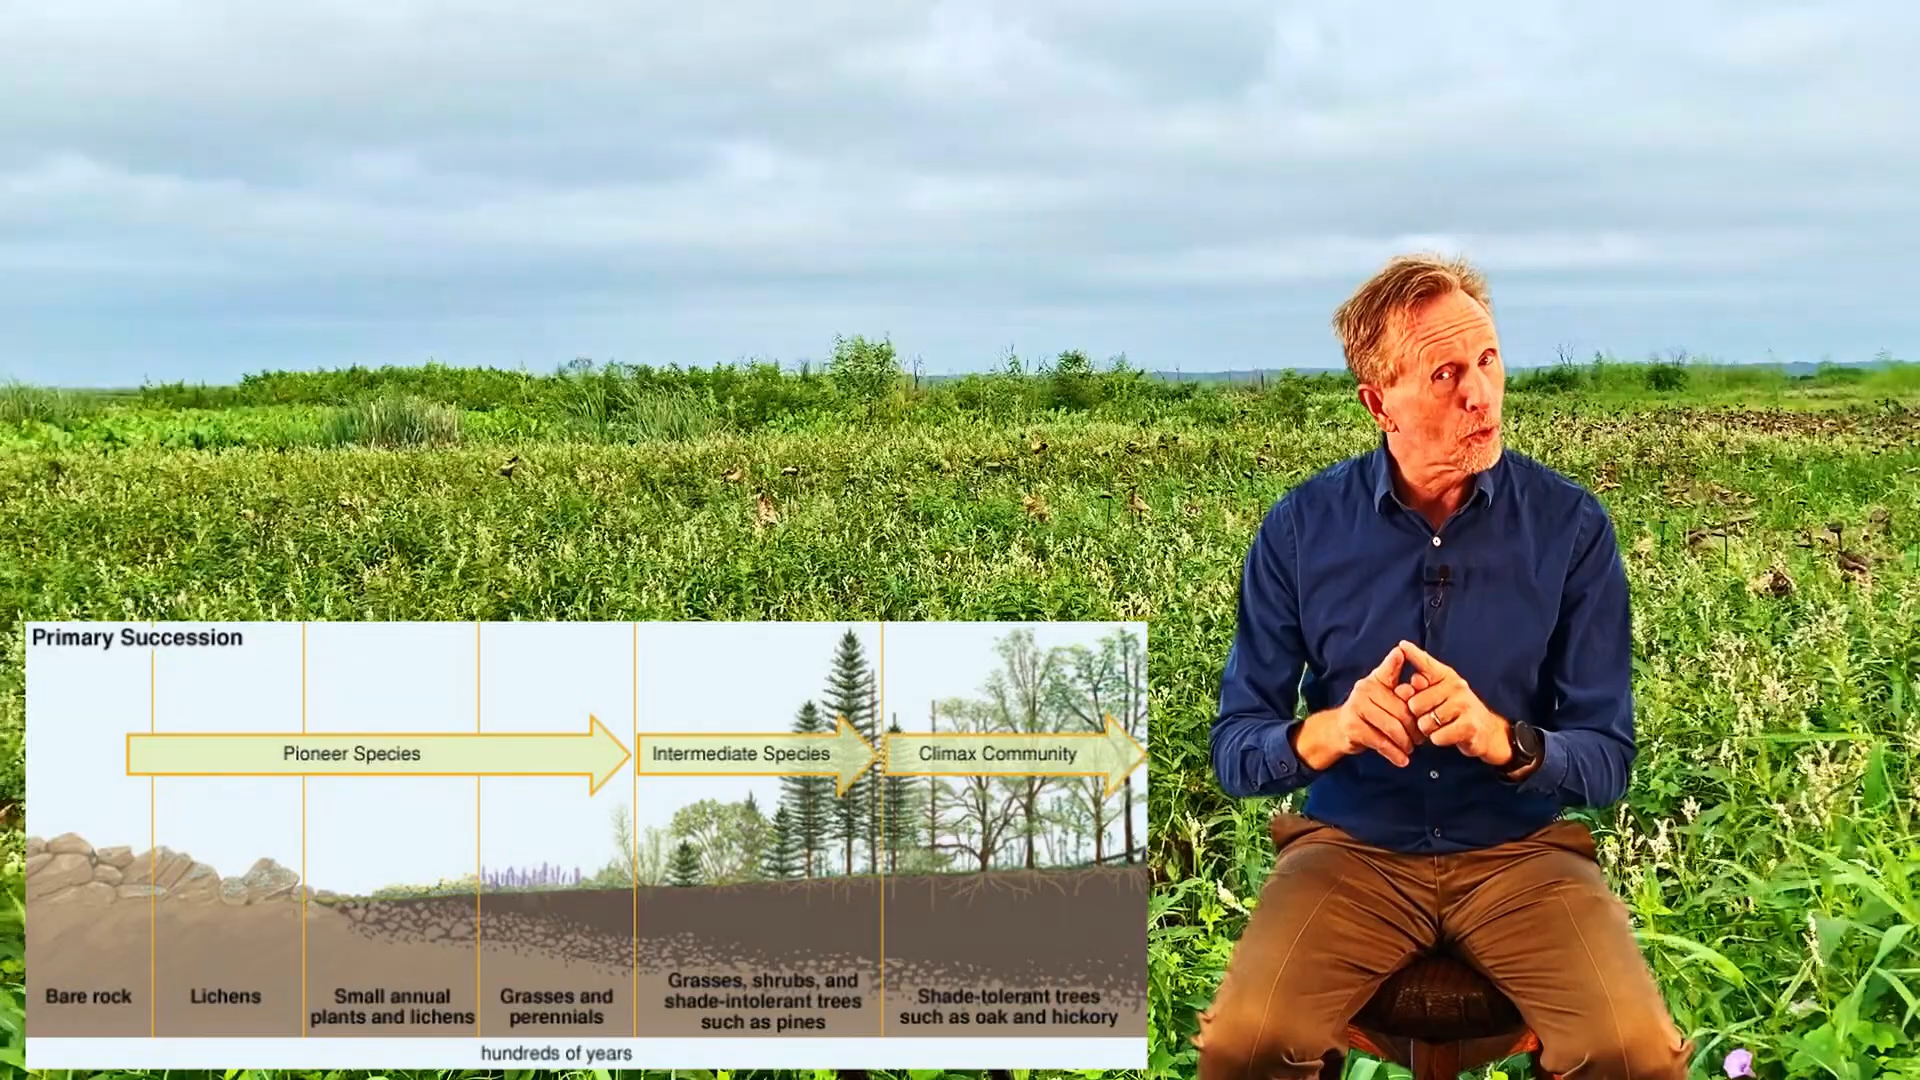 Primary Succession
Pioneer Species
Intermediate Species
Climax Community
Bare rock
Lichens
Small annual
plants and lichens
Grasses and
perennials
Grasses, shrubs, and
shade-intolerant trees
such as pines
Shade-tolerant trees
such as oak and hickory
hundreds of years